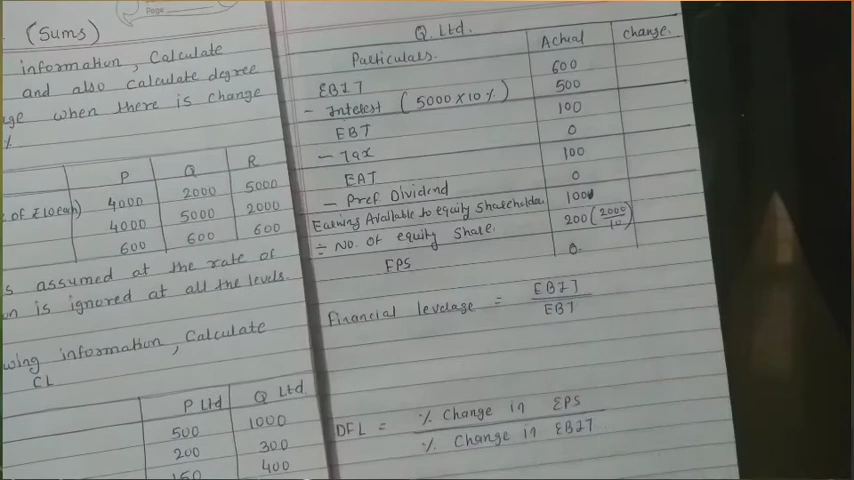 Page
(Sums)
information, Calculate
and also calculate degree
ge when there is change
%
P Q R
of ₹10 each) 4000 2000 5000
4000 5000 2000
600 600 600
s assumed at the rate of
n is ignored at all the levels.
wing information, Calculate
CL
P Ltd Q Ltd
500 1000
200 300
150 400
Q. Ltd.
Particulars. Actual change.
EBIT 600
- Interest (5000 x 10 %) 500
EBT 100
- Tax 0
EAT 100
- Pref Dividend 0
Earning Available to equity shareholder 100
÷ No. of equity share. 200 (2000/10)
EPS 0.
Financial leverage = EBIT
EBT
DFL = % Change in EPS
% Change in EBIT